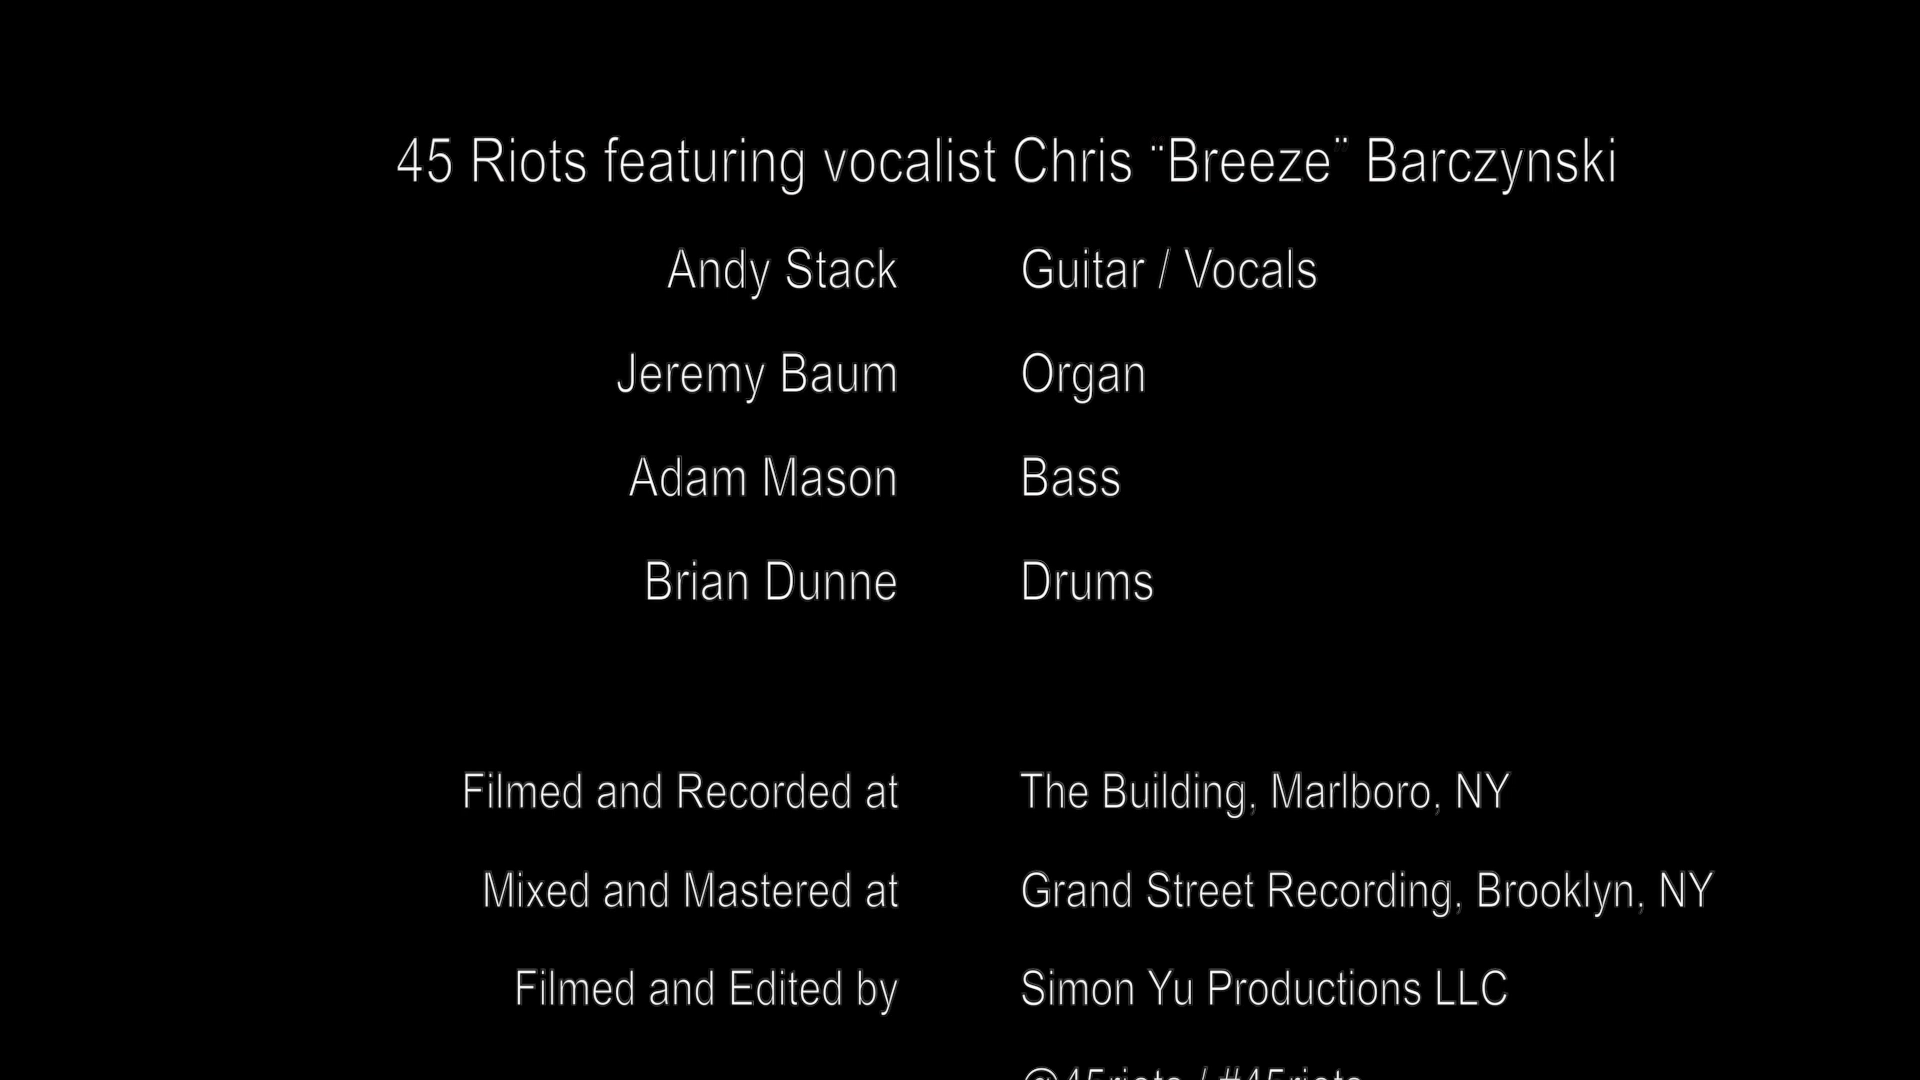 45 Riots featuring vocalist Chris ¨Breeze¨ Barczynski
Andy Stack Guitar / Vocals
Jeremy Baum Organ
Adam Mason Bass
Brian Dunne Drums
Filmed and Recorded at The Building, Marlboro, NY
Mixed and Mastered at Grand Street Recording, Brooklyn, NY
Filmed and Edited by Simon Yu Productions LLC
@45riots / #45riots